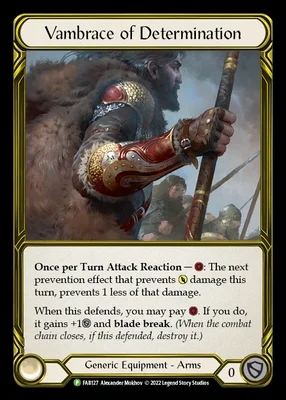 Vambrace of Determination
Once per Turn Attack Reaction — : The next
prevention effect that prevents damage this
turn, prevents 1 less of that damage.
When this defends, you may pay . If you do,
it gains +1 and blade break. (When the combat
chain closes, if this defended, destroy it.)
Generic Equipment - Arms
0
P FAB127 Alexander Mokhov © 2022 Legend Story Studios